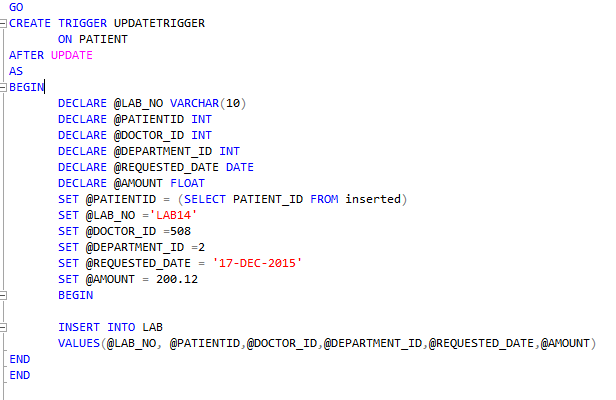 GO
CREATE TRIGGER UPDATETRIGGER
ON PATIENT
AFTER UPDATE
AS
BEGIN
DECLARE @LAB_NO VARCHAR(10)
DECLARE @PATIENTID INT
DECLARE @DOCTOR_ID INT
DECLARE @DEPARTMENT_ID INT
DECLARE @REQUESTED_DATE DATE
DECLARE @AMOUNT FLOAT
SET @PATIENTID = (SELECT PATIENT_ID FROM inserted)
SET @LAB_NO ='LAB14'
SET @DOCTOR_ID =508
SET @DEPARTMENT_ID =2
SET @REQUESTED_DATE = '17-DEC-2015'
SET @AMOUNT = 200.12
BEGIN
INSERT INTO LAB
VALUES(@LAB_NO, @PATIENTID,@DOCTOR_ID,@DEPARTMENT_ID,@REQUESTED_DATE,@AMOUNT)
END
END